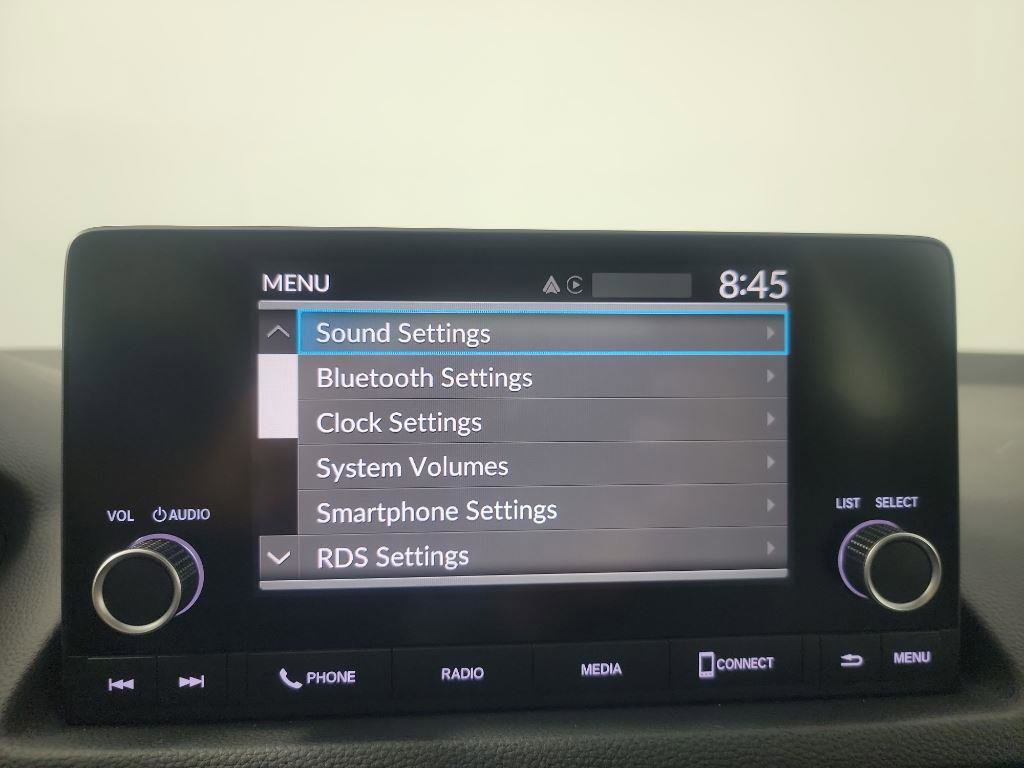 MENU 8:45
Sound Settings
Bluetooth Settings
Clock Settings
System Volumes
Smartphone Settings
RDS Settings
VOL AUDIO
LIST SELECT
PHONE RADIO MEDIA CONNECT MENU